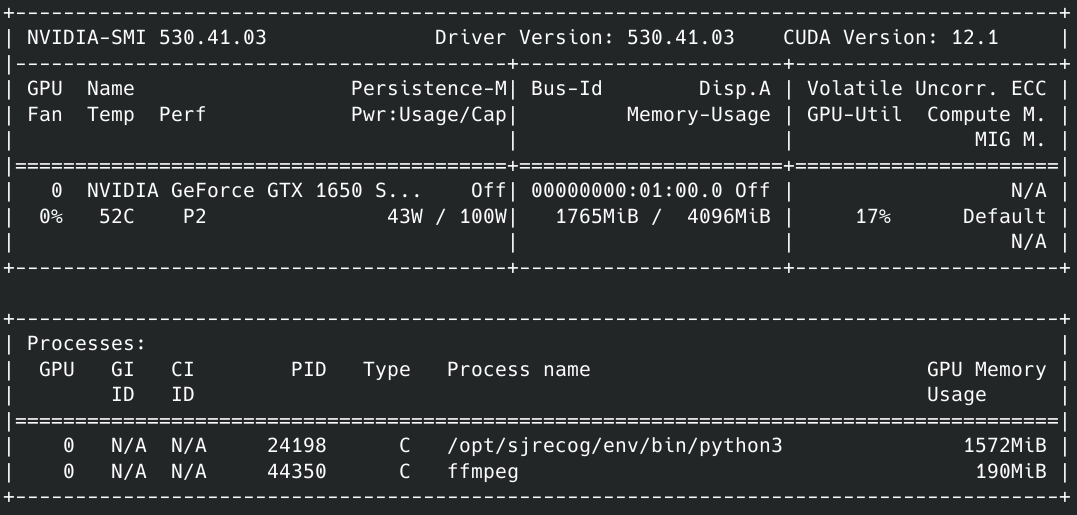 +-----------------------------------------------------------------------------------------+
| NVIDIA-SMI 530.41.03              Driver Version: 530.41.03    CUDA Version: 12.1     |
|-----------------------------------------+----------------------+----------------------+
| GPU  Name                  Persistence-M| Bus-Id        Disp.A | Volatile Uncorr. ECC |
| Fan  Temp  Perf            Pwr:Usage/Cap|         Memory-Usage | GPU-Util  Compute M. |
|                                         |                      |               MIG M. |
|=========================================+======================+======================|
|   0  NVIDIA GeForce GTX 1650 S...    Off| 00000000:01:00.0 Off |                  N/A |
| 0%   52C    P2               43W / 100W|   1765MiB /  4096MiB |     17%      Default |
|                                         |                      |                  N/A |
+-----------------------------------------+----------------------+----------------------+
+---------------------------------------------------------------------------------------+
| Processes:                                                                            |
|  GPU   GI   CI        PID   Type   Process name                            GPU Memory |
|        ID   ID                                                             Usage      |
|=======================================================================================|
|    0   N/A  N/A     24198      C   /opt/sjrecog/env/bin/python3               1572MiB |
|    0   N/A  N/A     44350      C   ffmpeg                                      190MiB |
+---------------------------------------------------------------------------------------+